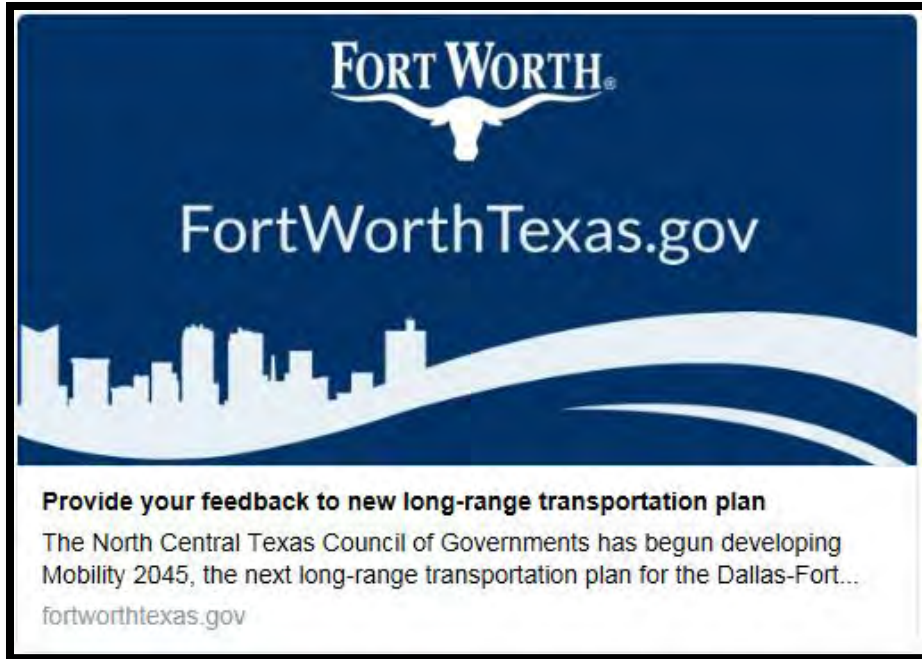 FORT WORTH®
FortWorthTexas.gov
Provide your feedback to new long-range transportation plan
The North Central Texas Council of Governments has begun developing
Mobility 2045, the next long-range transportation plan for the Dallas-Fort...
fortworthtexas.gov